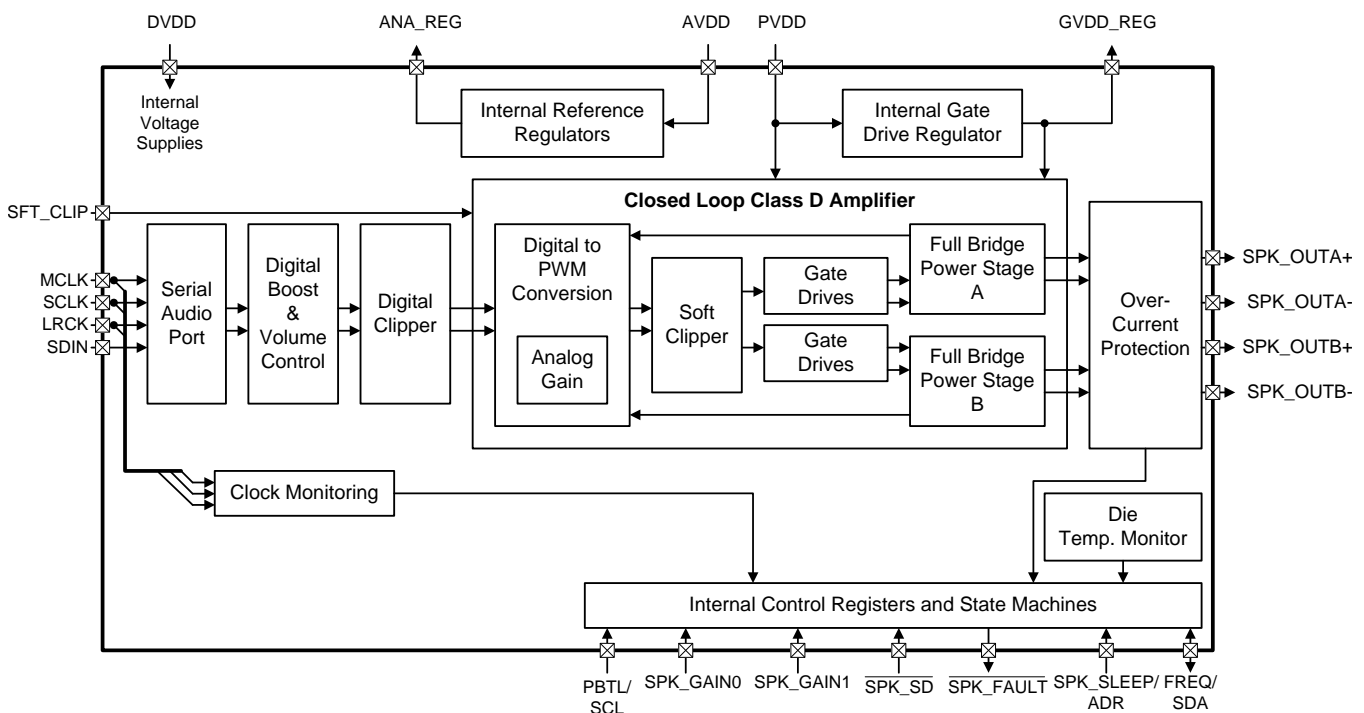 DVDD
ANA_REG
AVDD
PVDD
GVDD_REG
Internal
Voltage
Supplies
Internal Reference
Regulators
Internal Gate
Drive Regulator
SFT_CLIP
MCLK
SCLK
LRCK
SDIN
Serial
Audio
Port
Digital
Boost
&
Volume
Control
Digital
Clipper
Closed Loop Class D Amplifier
Digital to
PWM
Conversion
Analog
Gain
Soft
Clipper
Gate
Drives
Gate
Drives
Full Bridge
Power Stage
A
Full Bridge
Power Stage
B
Over-
Current
Protection
SPK_OUTA+
SPK_OUTA-
SPK_OUTB+
SPK_OUTB-
Clock Monitoring
Die
Temp. Monitor
Internal Control Registers and State Machines
PBTL/
SCL
SPK_GAIN0
SPK_GAIN1
SPK_SD
SPK_FAULT
SPK_SLEEP/
ADR
FREQ/
SDA